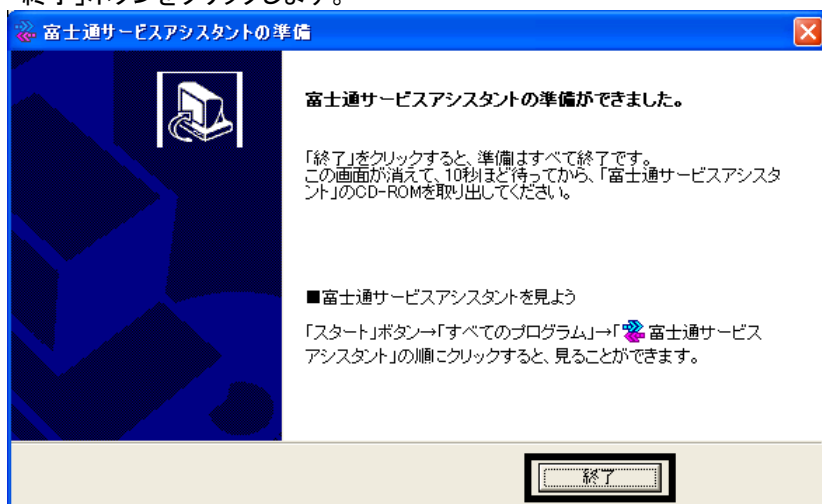 終了」ボタンをクリックします。
富士通サービスアシスタントの準備
富士通サービスアシスタントの準備ができました。
「終了」をクリックすると、準備はすべて終了です。
この画面が消えて、10秒ほど待ってから、「富士通サービスアシスタ
ント」のCD-ROMを取り出してください。
■富士通サービスアシスタントを見よう
「スタート」ボタン→「すべてのプログラム」→「富士通サービス
アシスタント」の順にクリックすると、見ることができます。
終了